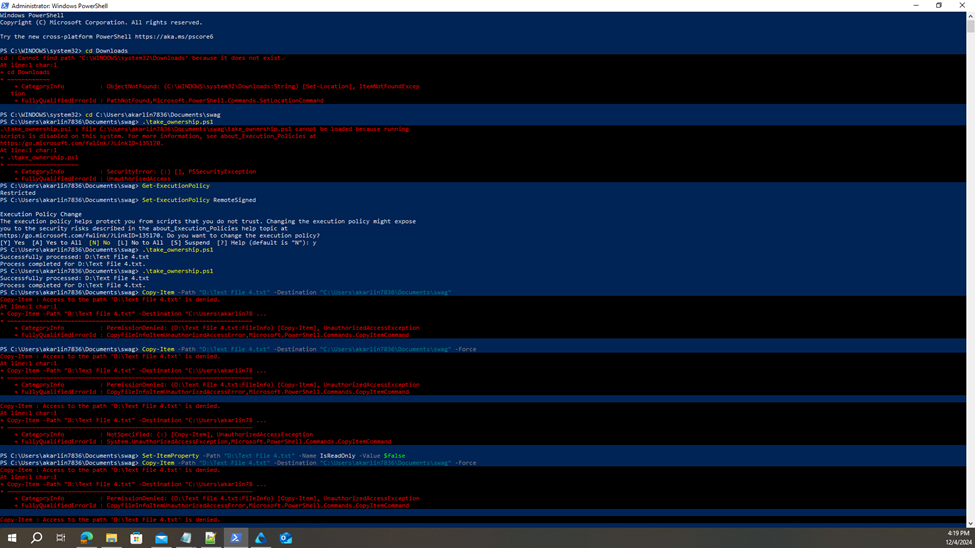 Administrator: Windows PowerShell
Windows PowerShell
Copyright (C) Microsoft Corporation. All rights reserved.
Try the new cross-platform PowerShell https://aka.ms/pscore6
PS C:\WINDOWS\system32> cd Downloads
cd : Cannot find path 'C:\WINDOWS\system32\Downloads' because it does not exist.
At line:1 char:1
+ cd Downloads
+ ~~~~~~~~~~~~
+ CategoryInfo : ObjectNotFound: (C:\WINDOWS\system32\Downloads:String) [Set-Location], ItemNotFoundExcep
tion
+ FullyQualifiedErrorId : PathNotFound,Microsoft.PowerShell.Commands.SetLocationCommand
PS C:\WINDOWS\system32> cd C:\Users\akarlin7836\Documents\swag
PS C:\Users\akarlin7836\Documents\swag> .\take_ownership.ps1
.\take_ownership.ps1 : File C:\Users\akarlin7836\Documents\swag\take_ownership.ps1 cannot be loaded because running
scripts is disabled on this system. For more information, see about_Execution_Policies at
https:/go.microsoft.com/fwlink/?LinkID=135170.
At line:1 char:1
+ .\take_ownership.ps1
+ ~~~~~~~~~~~~~~~~~~~~
+ CategoryInfo : SecurityError: (:) [], PSSecurityException
+ FullyQualifiedErrorId : UnauthorizedAccess
PS C:\Users\akarlin7836\Documents\swag> Get-ExecutionPolicy
Restricted
PS C:\Users\akarlin7836\Documents\swag> Set-ExecutionPolicy RemoteSigned
Execution Policy Change
The execution policy helps protect you from scripts that you do not trust. Changing the execution policy might expose
you to the security risks described in the about_Execution_Policies help topic at
https:/go.microsoft.com/fwlink/?LinkID=135170. Do you want to change the execution policy?
[Y] Yes [A] Yes to All [N] No [L] No to All [S] Suspend [?] Help (default is "N"): y
PS C:\Users\akarlin7836\Documents\swag> .\take_ownership.ps1
Successfully processed: D:\Text File 4.txt
Process completed for D:\Text File 4.txt.
PS C:\Users\akarlin7836\Documents\swag> .\take_ownership.ps1
Successfully processed: D:\Text File 4.txt
Process completed for D:\Text File 4.txt.
PS C:\Users\akarlin7836\Documents\swag> Copy-Item -Path "D:\Text File 4.txt" -Destination "C:\Users\akarlin7836\Documents\swag"
Copy-Item : Access to the path 'D:\Text File 4.txt' is denied.
At line:1 char:1
+ Copy-Item -Path "D:\Text File 4.txt" -Destination "C:\Users\akarlin78 ...
+ ~~~~~~~~~~~~~~~~~~~~~~~~~~~~~~~~~~~~~~~~~~~~~~~~~~~~~~~~~~~~~~~~~~~~~
+ CategoryInfo : PermissionDenied: (D:\Text File 4.txt:FileInfo) [Copy-Item], UnauthorizedAccessException
+ FullyQualifiedErrorId : CopyFileInfoItemUnauthorizedAccessError,Microsoft.PowerShell.Commands.CopyItemCommand
PS C:\Users\akarlin7836\Documents\swag> Copy-Item -Path "D:\Text File 4.txt" -Destination "C:\Users\akarlin7836\Documents\swag" -Force
Copy-Item : Access to the path 'D:\Text File 4.txt' is denied.
At line:1 char:1
+ Copy-Item -Path "D:\Text File 4.txt" -Destination "C:\Users\akarlin78 ...
+ ~~~~~~~~~~~~~~~~~~~~~~~~~~~~~~~~~~~~~~~~~~~~~~~~~~~~~~~~~~~~~~~~~~~~~
+ CategoryInfo : PermissionDenied: (D:\Text File 4.txt:FileInfo) [Copy-Item], UnauthorizedAccessException
+ FullyQualifiedErrorId : CopyFileInfoItemUnauthorizedAccessError,Microsoft.PowerShell.Commands.CopyItemCommand
Copy-Item : Access to the path 'D:\Text File 4.txt' is denied.
At line:1 char:1
+ Copy-Item -Path "D:\Text File 4.txt" -Destination "C:\Users\akarlin78 ...
+ ~~~~~~~~~~~~~~~~~~~~~~~~~~~~~~~~~~~~~~~~~~~~~~~~~~~~~~~~~~~~~~~~~~~~~
+ CategoryInfo : NotSpecified: (:) [Copy-Item], UnauthorizedAccessException
+ FullyQualifiedErrorId : System.UnauthorizedAccessException,Microsoft.PowerShell.Commands.CopyItemCommand
PS C:\Users\akarlin7836\Documents\swag> Set-ItemProperty -Path "D:\Text File 4.txt" -Name IsReadOnly -Value $false
PS C:\Users\akarlin7836\Documents\swag> Copy-Item -Path "D:\Text File 4.txt" -Destination "C:\Users\akarlin7836\Documents\swag" -Force
Copy-Item : Access to the path 'D:\Text File 4.txt' is denied.
At line:1 char:1
+ Copy-Item -Path "D:\Text File 4.txt" -Destination "C:\Users\akarlin78 ...
+ ~~~~~~~~~~~~~~~~~~~~~~~~~~~~~~~~~~~~~~~~~~~~~~~~~~~~~~~~~~~~~~~~~~~~~
+ CategoryInfo : PermissionDenied: (D:\Text File 4.txt:FileInfo) [Copy-Item], UnauthorizedAccessException
+ FullyQualifiedErrorId : CopyFileInfoItemUnauthorizedAccessError,Microsoft.PowerShell.Commands.CopyItemCommand
Copy-Item : Access to the path 'D:\Text File 4.txt' is denied.
4:19 PM
12/4/2024